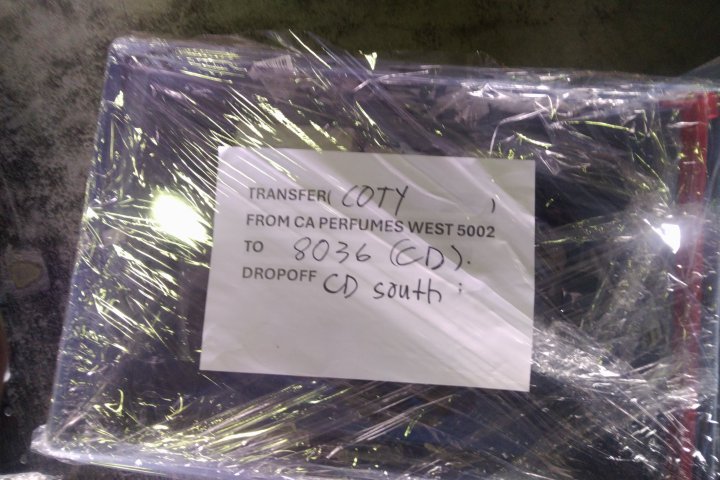 TRANSFER( COTY )
FROM CA PERFUMES WEST 5002
TO 8036 (CD).
DROPOFF CD south :